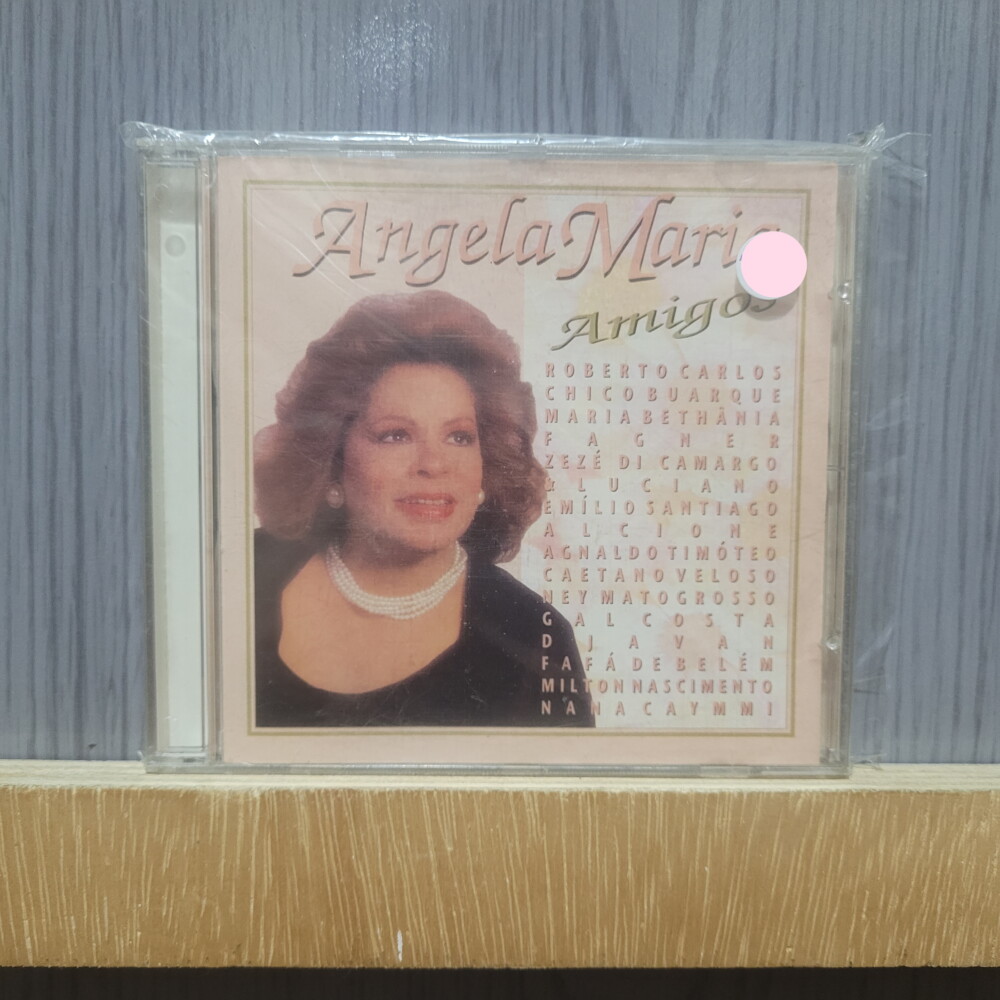 Angela Maria
Amigos
ROBERTO CARLOS
CHICO BUARQUE
MARIA BETHÂNIA
FAGNER
ZEZÉ DI CAMARGO
& LUCIANO
EMÍLIO SANTIAGO
ALCIONE
AGNALDO TIMÓTEO
CAETANO VELOSO
NEY MATOGROSSO
GAL COSTA
DJAVAN
FAFÁ DE BELÉM
MILTON NASCIMENTO
NANA CAYMMI